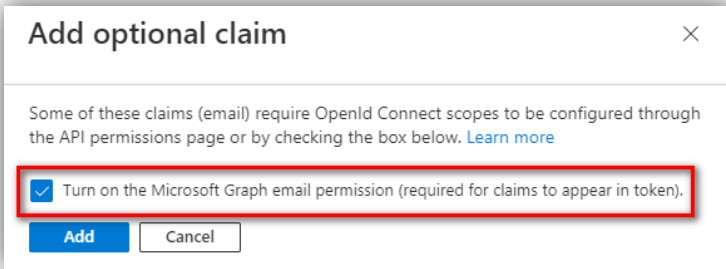 Add optional claim
Some of these claims (email) require OpenId Connect scopes to be configured through
the API permissions page or by checking the box below. Learn more
Turn on the Microsoft Graph email permission (required for claims to appear in token).
Add Cancel